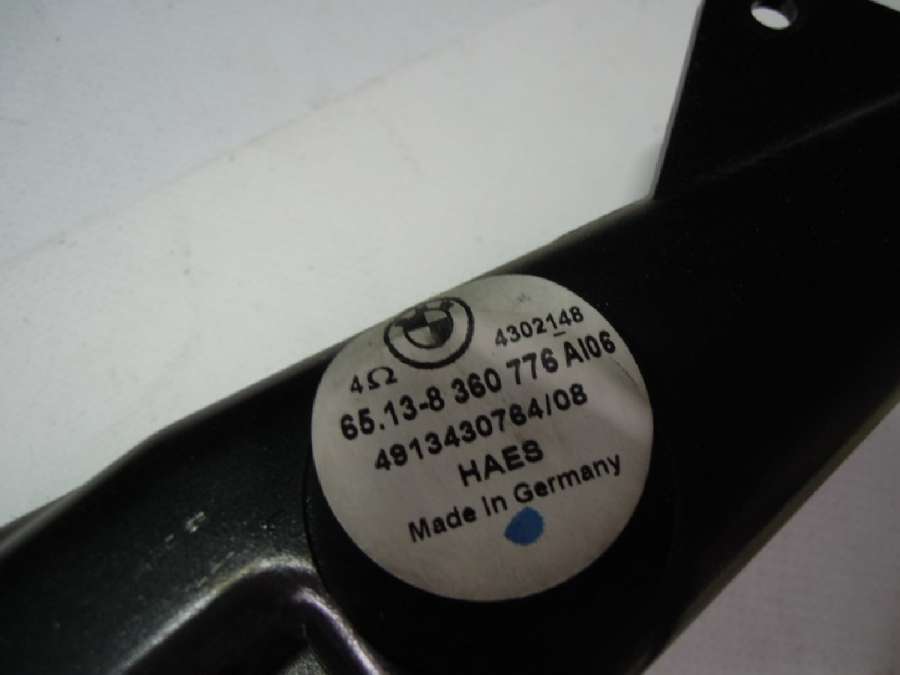 4302148
4Ω
65.13-8 360 776 AI06
4913430764/08
HAES
Made in Germany